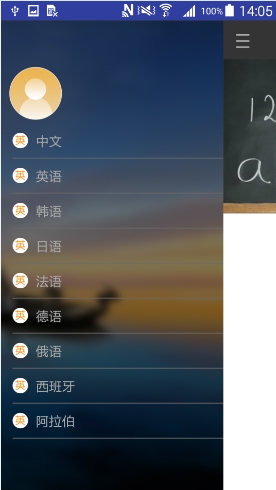 100% 14:05
英 中文
英 英语
英 韩语
英 日语
英 法语
英 德语
英 俄语
英 西班牙
英 阿拉伯
12
a